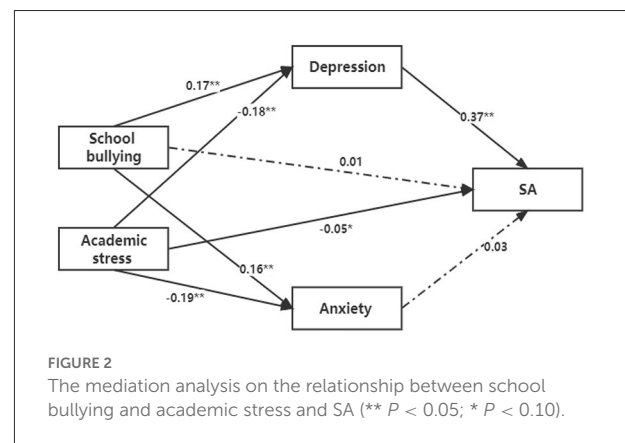 Depression
0.17**
-0.18**
0.37**
School
bullying
0.01
SA
-0.05*
Academic
stress
0.16**
0.03
-0.19**
Anxiety
FIGURE 2
The mediation analysis on the relationship between school
bullying and academic stress and SA (** P < 0.05; * P < 0.10).